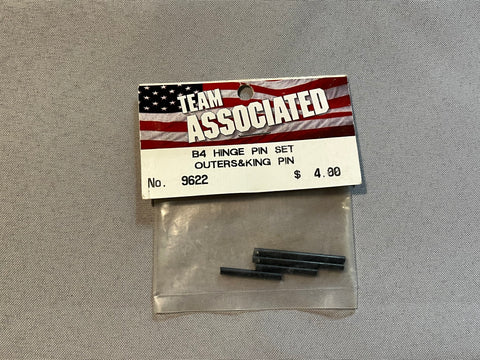 TEAM
ASSOCIATED
B4 HINGE PIN SET
OUTERS&KING PIN
No. 9622 $ 4.00